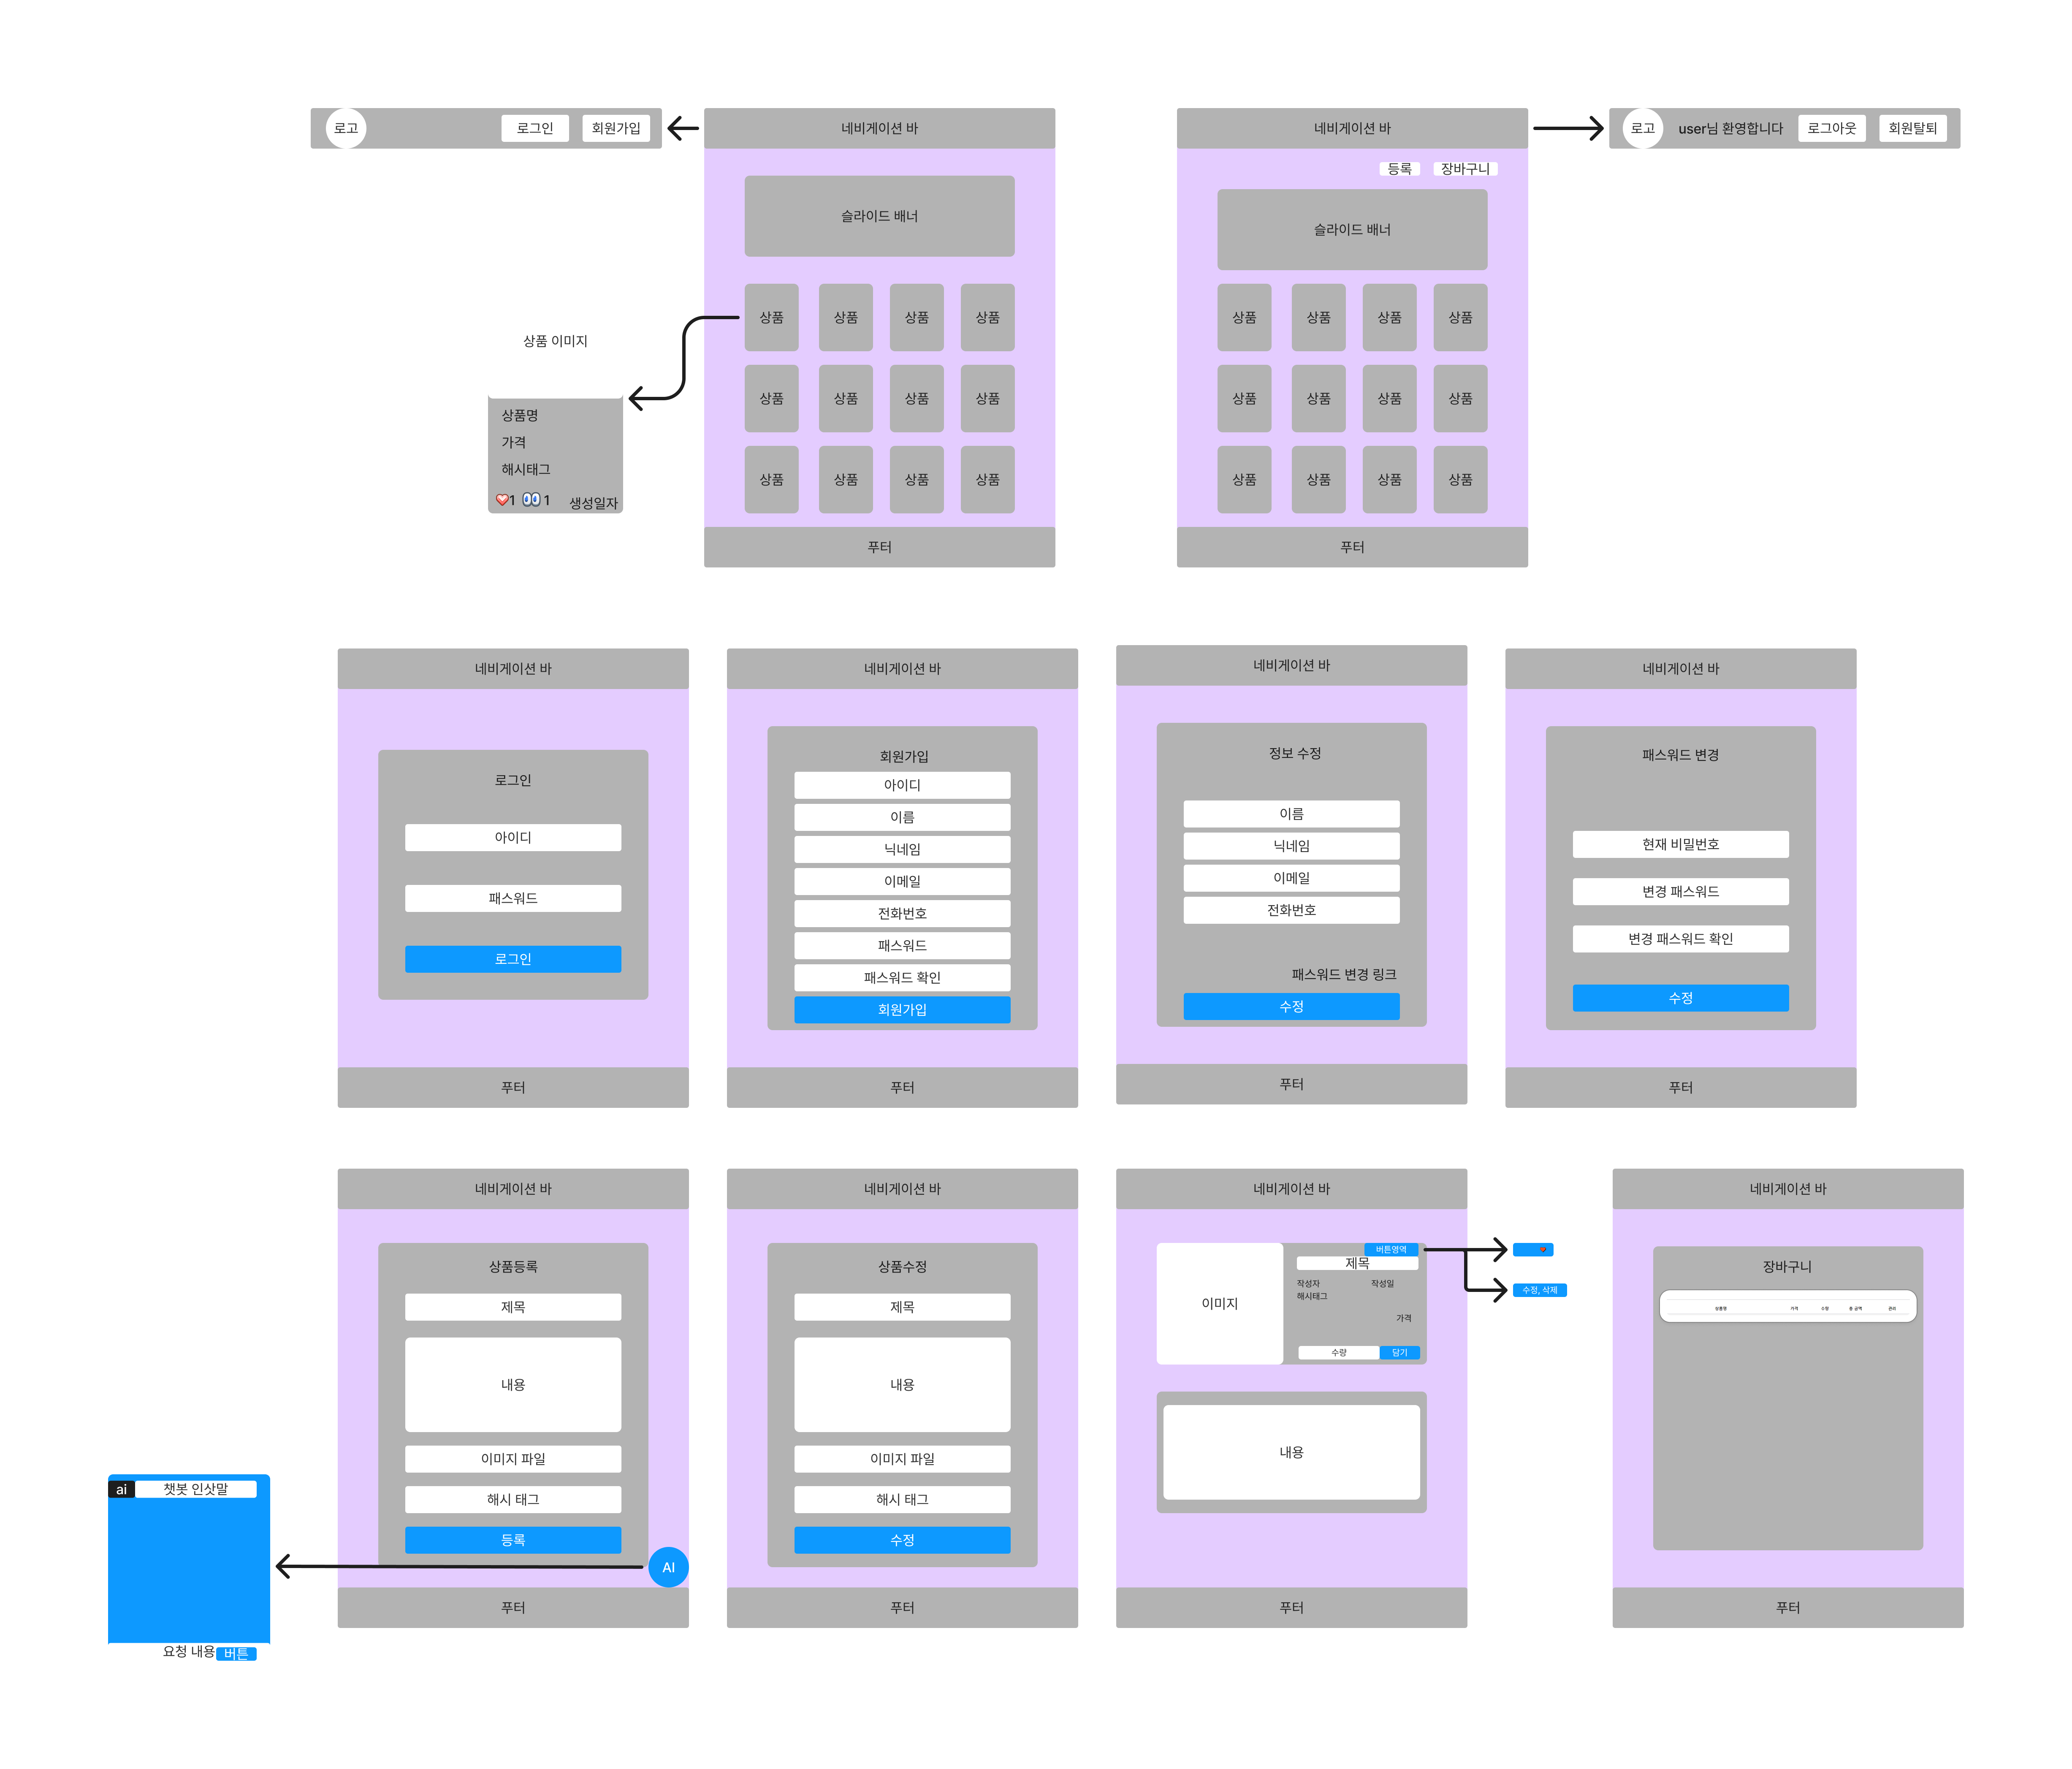 로고
로그인
회원가입
네비게이션 바
슬라이드 배너
상품
상품
상품
상품
상품
상품
상품
상품
상품
상품
상품
상품
푸터
상품 이미지
상품명
가격
해시태그
❤️1 👀 1 생성일자
네비게이션 바
등록
장바구니
슬라이드 배너
상품
상품
상품
상품
상품
상품
상품
상품
상품
상품
상품
상품
푸터
로고
user님 환영합니다
로그아웃
회원탈퇴
네비게이션 바
로그인
아이디
패스워드
로그인
푸터
네비게이션 바
회원가입
아이디
이름
닉네임
이메일
전화번호
패스워드
패스워드 확인
회원가입
푸터
네비게이션 바
정보 수정
이름
닉네임
이메일
전화번호
패스워드 변경 링크
수정
푸터
네비게이션 바
패스워드 변경
현재 비밀번호
변경 패스워드
변경 패스워드 확인
수정
푸터
네비게이션 바
상품등록
제목
내용
이미지 파일
해시 태그
등록
AI
푸터
ai
챗봇 인삿말
요청 내용
버튼
네비게이션 바
상품수정
제목
내용
이미지 파일
해시 태그
수정
푸터
네비게이션 바
이미지
버튼영역
제목
작성자
작성일
해시태그
가격
수량
담기
내용
푸터
❤️
수정, 삭제
네비게이션 바
장바구니
상품명 가격 수량 총 금액 관리
푸터